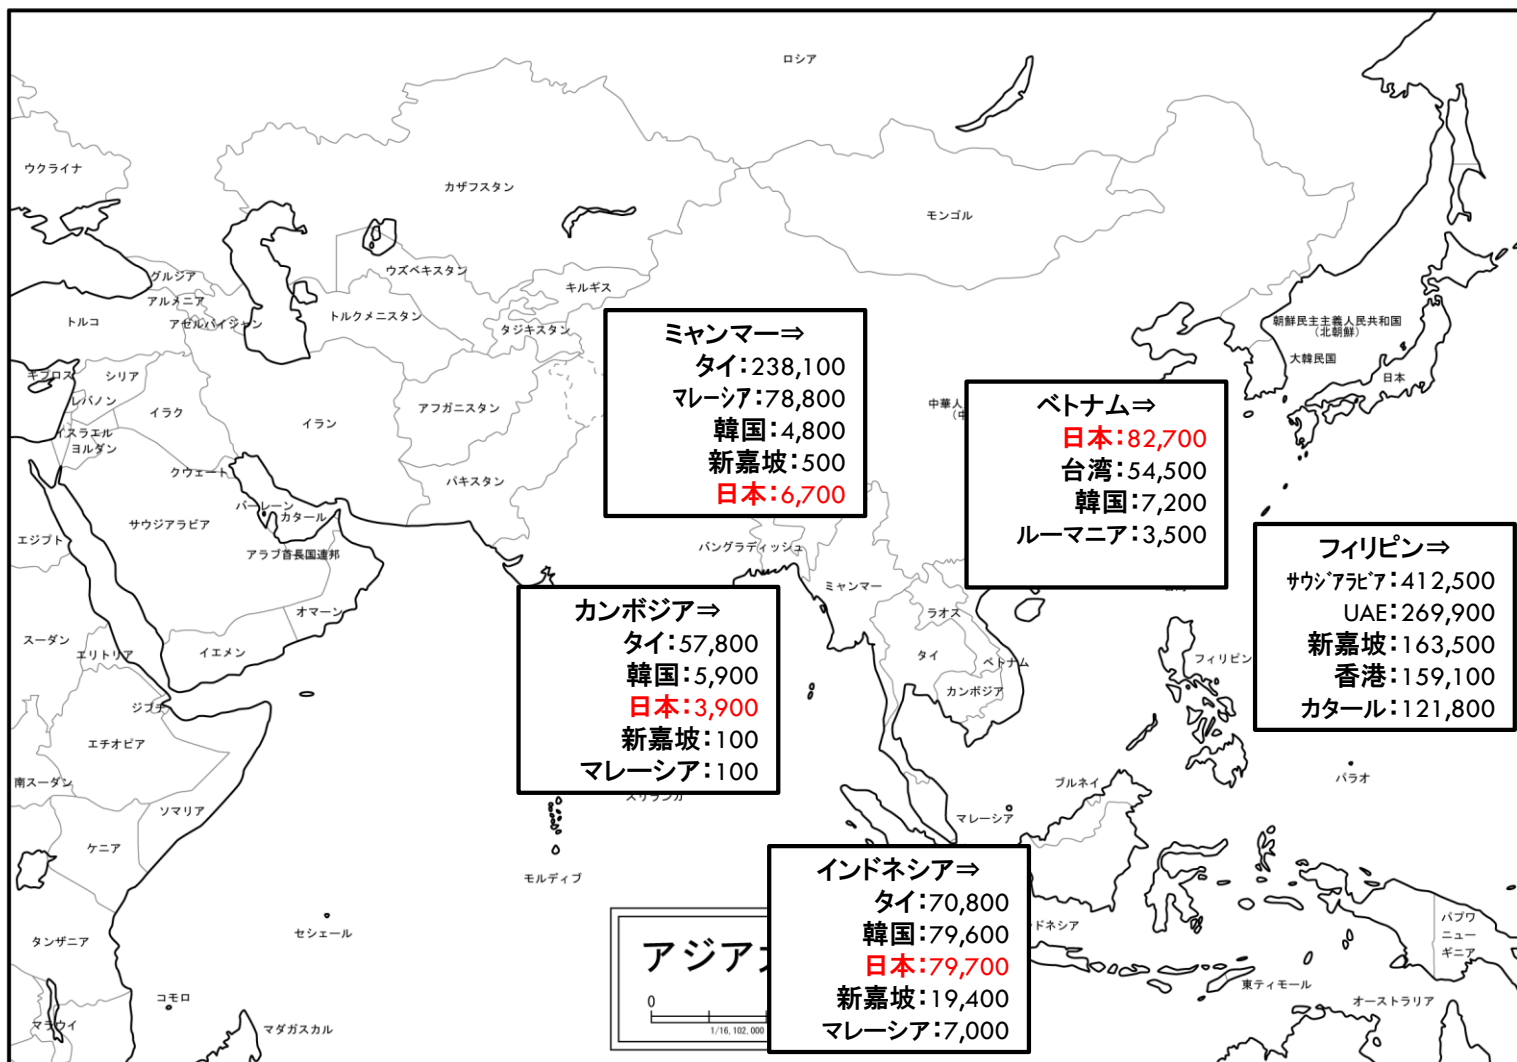 ロシア
ウクライナ
カザフスタン
モンゴル
グルジア
アルメニア
アゼルバイジャン
トルコ
ウズベキスタン
キルギス
トルクメニスタン
タジキスタン
朝鮮民主主義人民共和国
(北朝鮮)
大韓民国
日本
キプロス
シリア
レバノン
イラク
イスラエル
ヨルダン
イラン
アフガニスタン
中華人
クウェート
パキスタン
バーレーン
カタール
サウジアラビア
エジプト
アラブ首長国連邦
オマーン
バングラディッシュ
ミャンマー
ラオス
タイ
ベトナム
カンボジア
フィリピン
スーダン
エリトリア
イエメン
ジブチ
エチオピア
南スーダン
ソマリア
ケニア
スリランカ
モルディブ
ブルネイ
マレーシア
パラオ
タンザニア
セシェール
コモロ
マラウイ
マダガスカル
ンドネシア
パプワ
ニュー
ギニア
東ティモール
オーストラリア
ミャンマー⇒
タイ:238,100
マレーシア:78,800
韓国:4,800
新嘉坡:500
日本:6,700
ベトナム⇒
日本:82,700
台湾:54,500
韓国:7,200
ルーマニア:3,500
フィリピン⇒
サウジアラビア:412,500
UAE:269,900
新嘉坡:163,500
香港:159,100
カタール:121,800
カンボジア⇒
タイ:57,800
韓国:5,900
日本:3,900
新嘉坡:100
マレーシア:100
インドネシア⇒
タイ:70,800
韓国:79,600
日本:79,700
新嘉坡:19,400
マレーシア:7,000
アジア
0
1/16,102,000